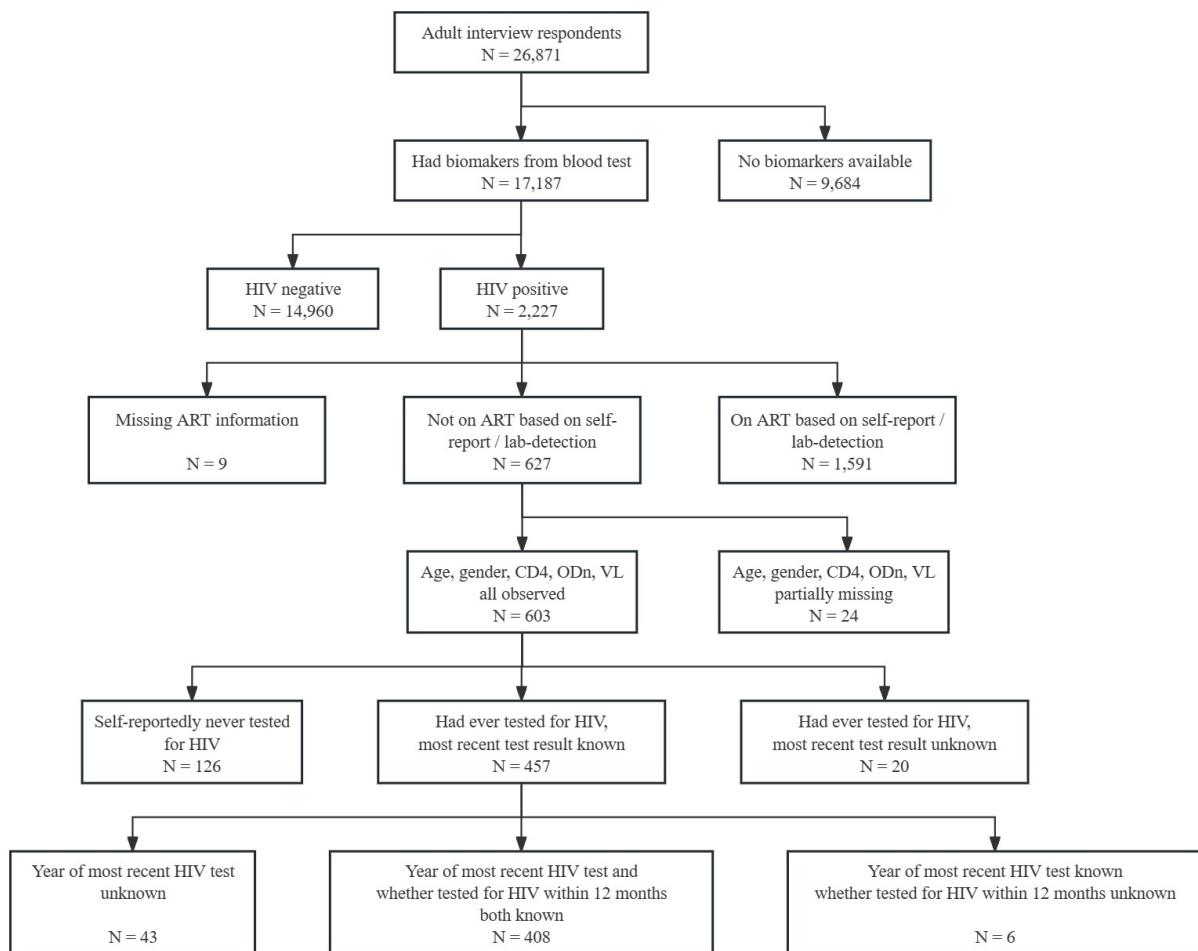 Adult interview respondents
N = 26,871
Had biomakers from blood test
N = 17,187
No biomarkers available
N = 9,684
HIV negative
N = 14,960
HIV positive
N = 2,227
Missing ART information
N = 9
Not on ART based on self-
report / lab-detection
N = 627
On ART based on self-report /
lab-detection
N = 1,591
Age, gender, CD4, ODn, VL
all observed
N = 603
Age, gender, CD4, ODn, VL
partially missing
N = 24
Self-reportedly never tested
for HIV
N = 126
Had ever tested for HIV,
most recent test result known
N = 457
Had ever tested for HIV,
most recent test result unknown
N = 20
Year of most recent HIV test
unknown
N = 43
Year of most recent HIV test and
whether tested for HIV within 12 months
both known
N = 408
Year of most recent HIV test known
whether tested for HIV within 12 months unknown
N = 6